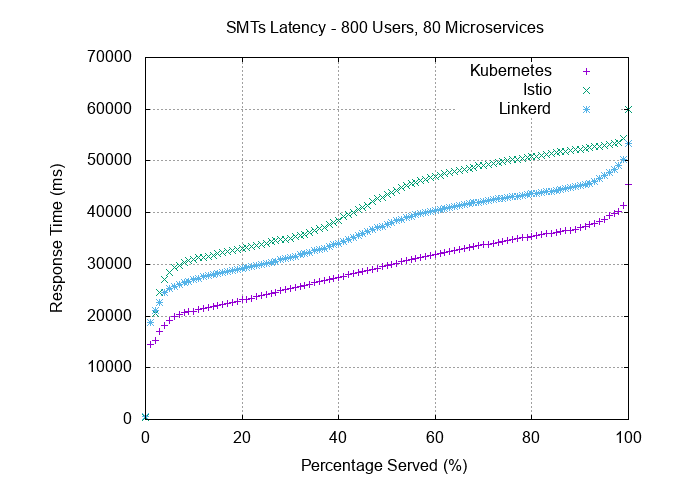 SMTs Latency - 800 Users, 80 Microservices
70000
60000
50000
40000
30000
20000
10000
0
Response Time (ms)
Kubernetes
Istio
Linkerd
0 20 40 60 80 100
Percentage Served (%)